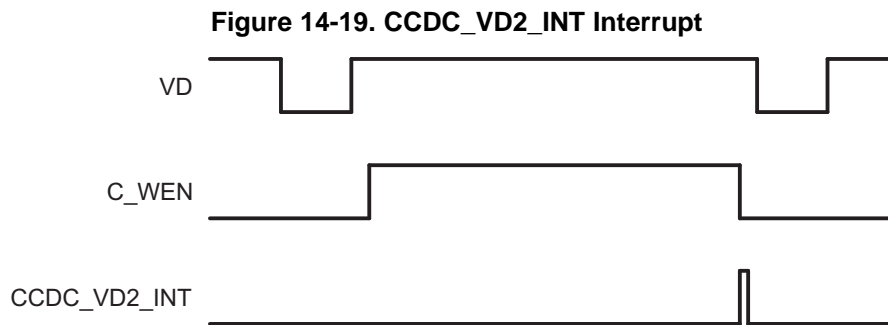 Figure 14-19. CCDC_VD2_INT Interrupt
VD
C_WEN
CCDC_VD2_INT